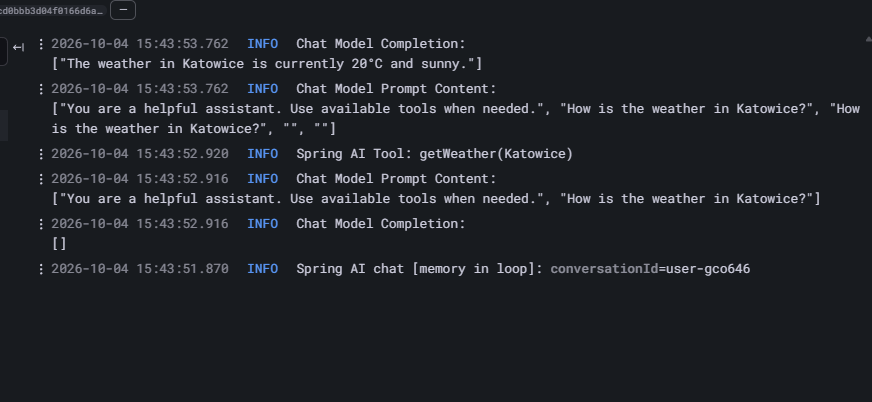 cd0bbb3d04f0166d6a…
2026-10-04 15:43:53.762 INFO Chat Model Completion:
["The weather in Katowice is currently 20°C and sunny."]
2026-10-04 15:43:53.762 INFO Chat Model Prompt Content:
["You are a helpful assistant. Use available tools when needed.", "How is the weather in Katowice?", "How
is the weather in Katowice?", "", ""]
2026-10-04 15:43:52.920 INFO Spring AI Tool: getWeather(Katowice)
2026-10-04 15:43:52.916 INFO Chat Model Prompt Content:
["You are a helpful assistant. Use available tools when needed.", "How is the weather in Katowice?"]
2026-10-04 15:43:52.916 INFO Chat Model Completion:
[]
2026-10-04 15:43:51.870 INFO Spring AI chat [memory in loop]: conversationId=user-gco646